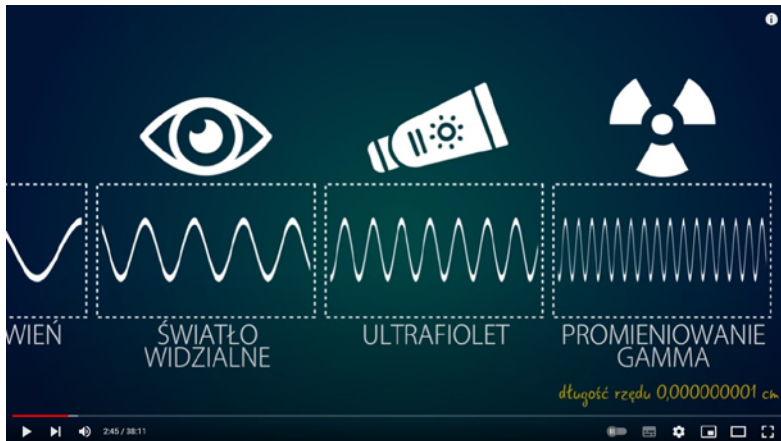 WIEŃ
ŚWIATŁO
WIDZIALNE
ULTRAFIOLET
PROMIENIOWANIE
GAMMA
długość rzędu 0,000000001 cm
2:45 / 38:11